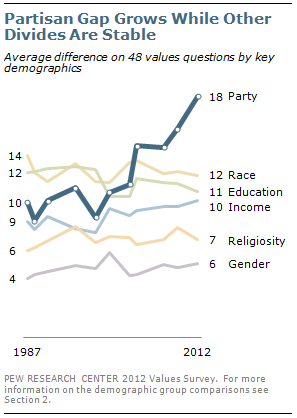 Partisan Gap Grows While Other
Divides Are Stable
Average difference on 48 values questions by key
demographics
18 Party
14
12
12 Race
11 Education
10
10 Income
9
7 Religiosity
6
6 Gender
4
1987
2012
PEW RESEARCH CENTER 2012 Values Survey. For more
information on the demographic group comparisons see
Section 2.